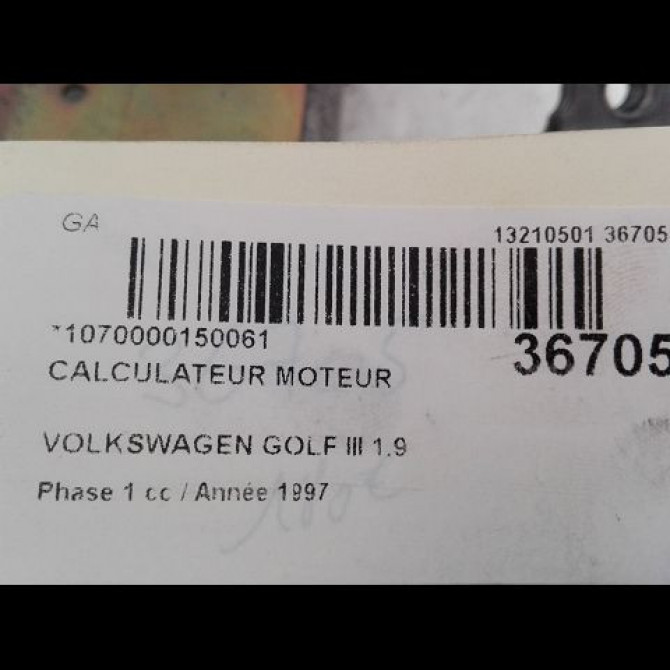 GA
13210501 36705
*1070000150061
36705
CALCULATEUR MOTEUR
VOLKSWAGEN GOLF III 1.9
Phase 1 cc / Année 1997